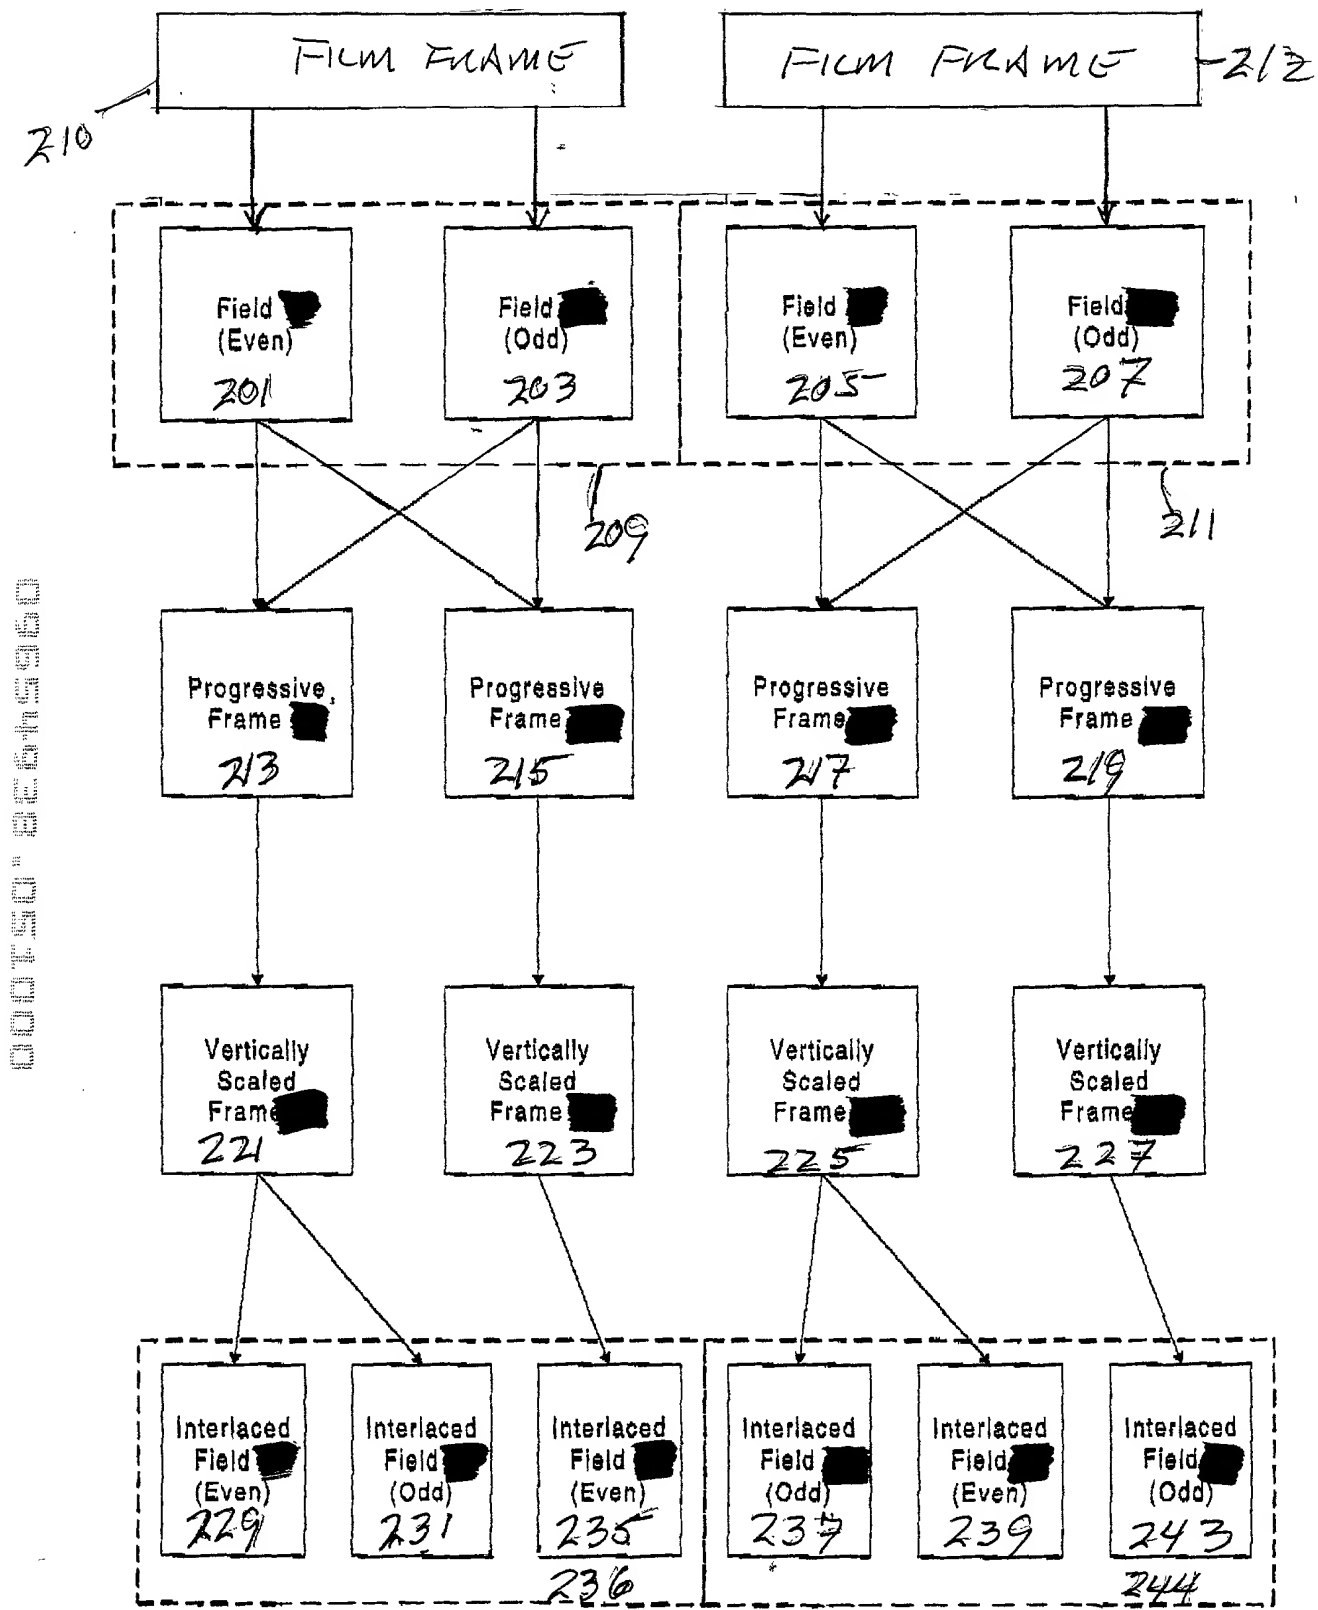 FILM FRAME
FILM FRAME
212
210
Field
(Even)
201
Field
(Odd)
203
Field
(Even)
205
Field
(Odd)
207
209
211
Progressive
Frame
213
Progressive
Frame
215
Progressive
Frame
217
Progressive
Frame
219
Vertically
Scaled
Frame
221
Vertically
Scaled
Frame
223
Vertically
Scaled
Frame
225
Vertically
Scaled
Frame
227
Interlaced
Field
(Even)
229
Interlaced
Field
(Odd)
231
Interlaced
Field
(Even)
235
Interlaced
Field
(Odd)
237
Interlaced
Field
(Even)
239
Interlaced
Field
(Odd)
243
236
244